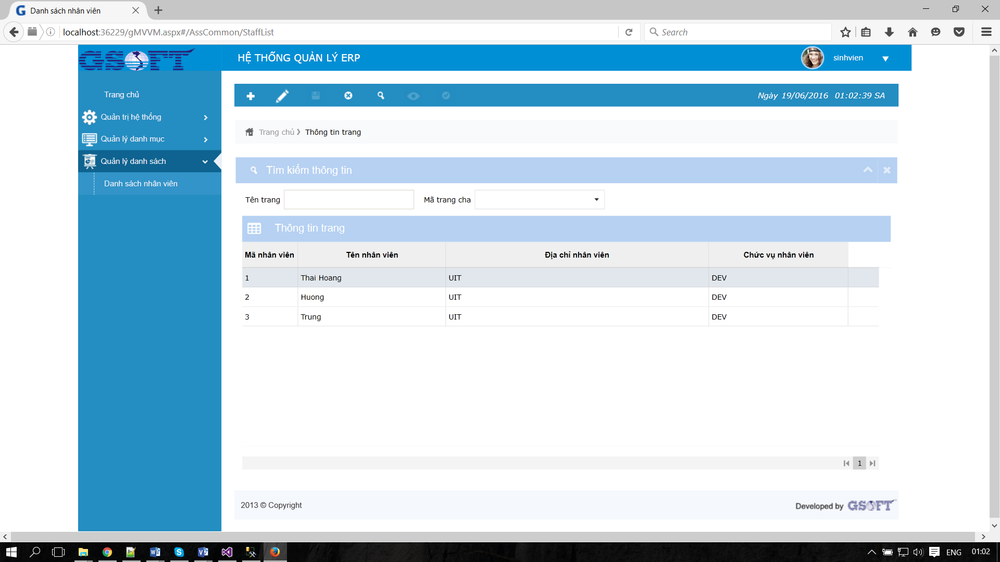 Danh sách nhân viên
localhost:36229/gMVVM.aspx#/AssCommon/StaffList
Search
GSOFT
HỆ THỐNG QUẢN LÝ ERP
sinhvien
Trang chủ
Quản trị hệ thống
Quản lý danh mục
Quản lý danh sách
Danh sách nhân viên
Ngày 19/06/2016 01:02:39 SA
Trang chủ Thông tin trang
Tìm kiếm thông tin
Tên trang
Mã trang cha
Thông tin trang
Mã nhân viên Tên nhân viên Địa chỉ nhân viên Chức vụ nhân viên
1 Thai Hoang UIT DEV
2 Huong UIT DEV
3 Trung UIT DEV
1
2013 © Copyright
Developed by GSOFT
ENG 01:02